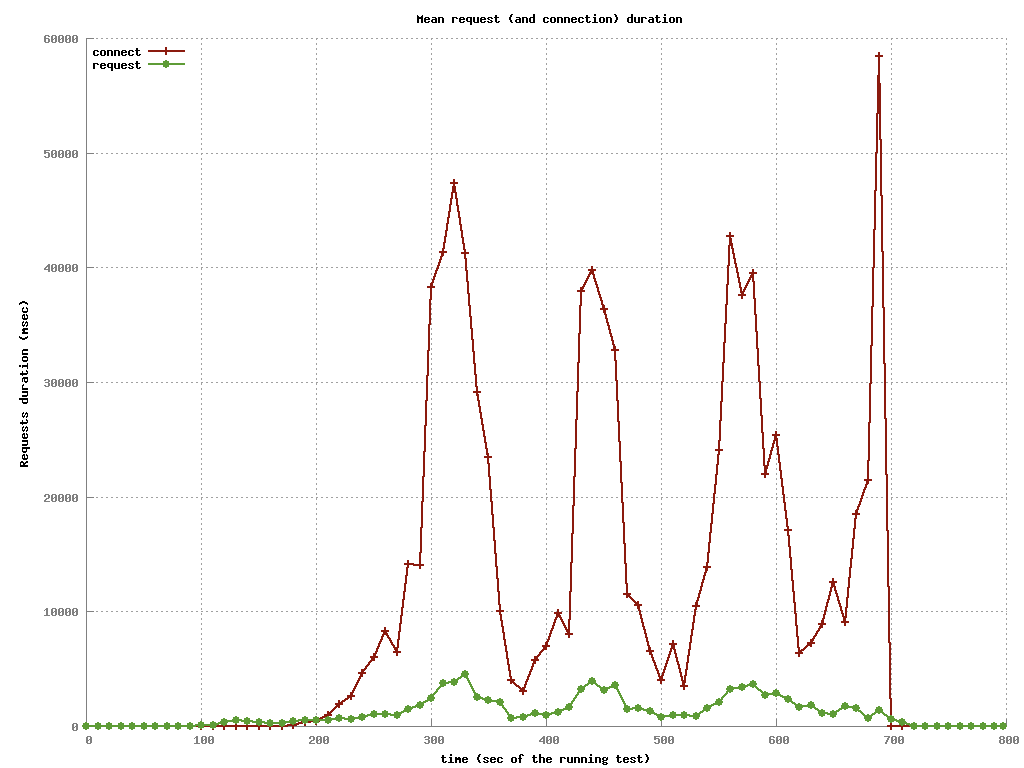 Mean request (and connection) duration
connect
request
60000
50000
40000
30000
20000
10000
0
Requests duration (msec)
0 100 200 300 400 500 600 700 800
time (sec of the running test)